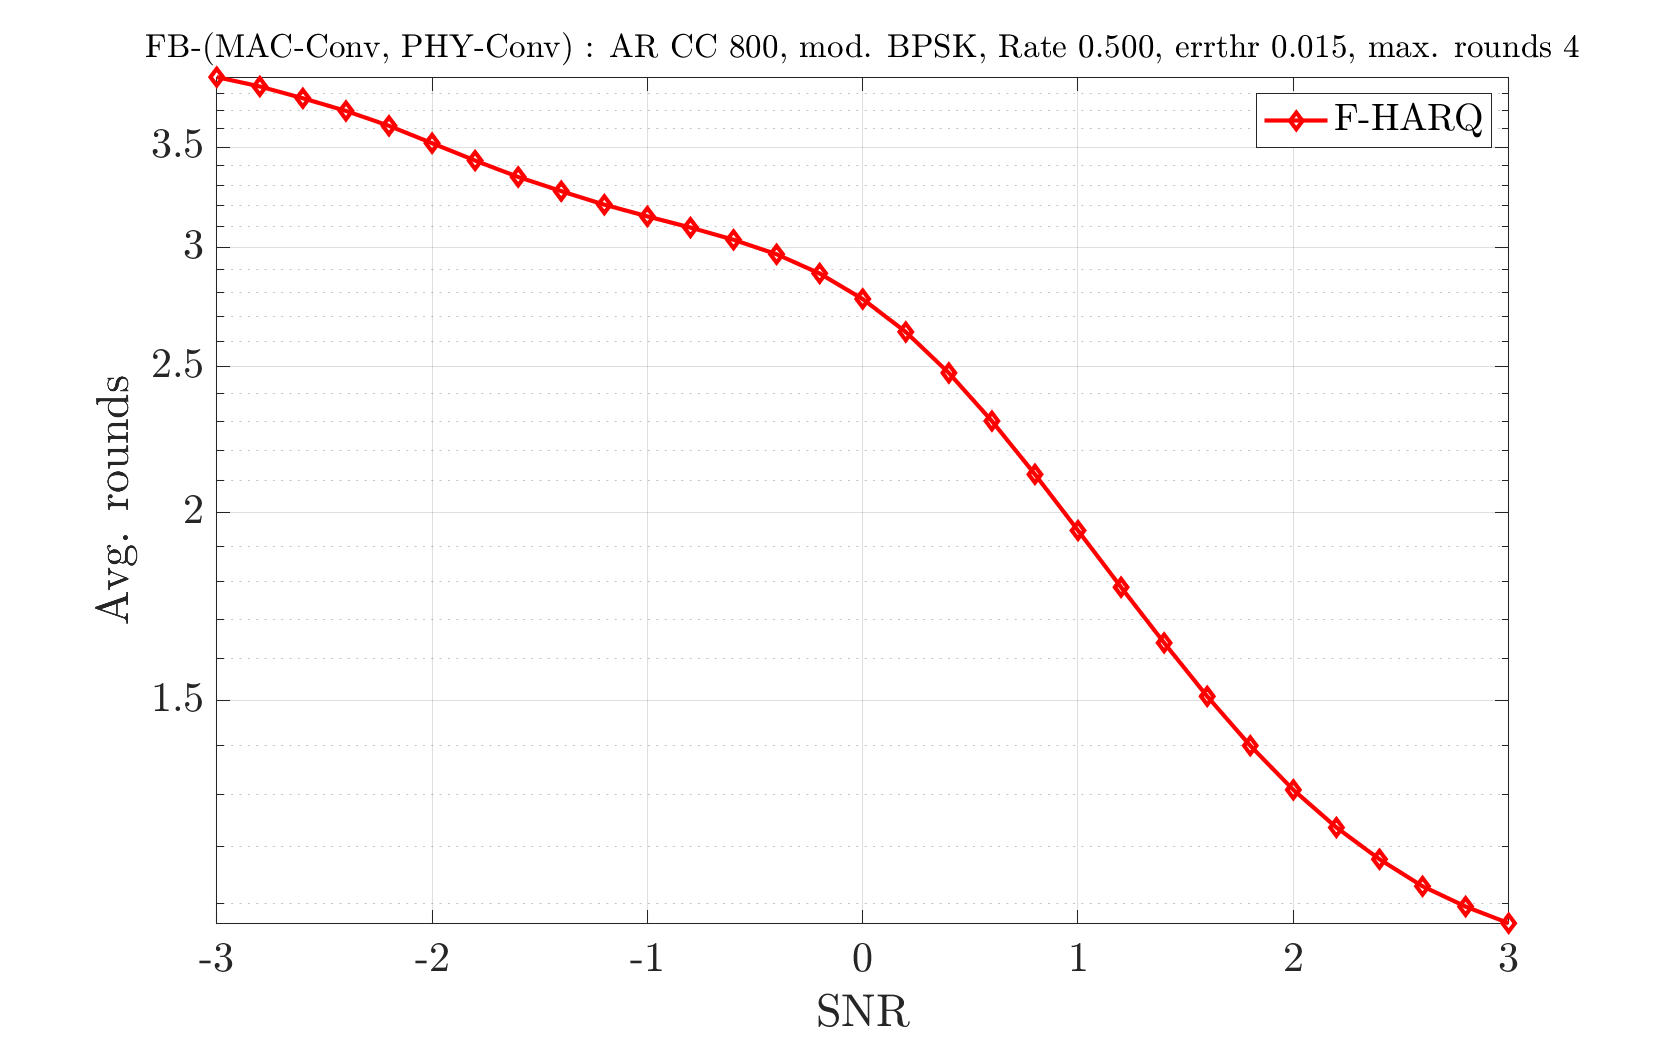 FB-(MAC-Conv, PHY-Conv) : AR CC 800, mod. BPSK, Rate 0.500, errthr 0.015, max. rounds 4
F-HARQ
3.5
3
2.5
2
1.5
Avg. rounds
-3 -2 -1 0 1 2 3
SNR